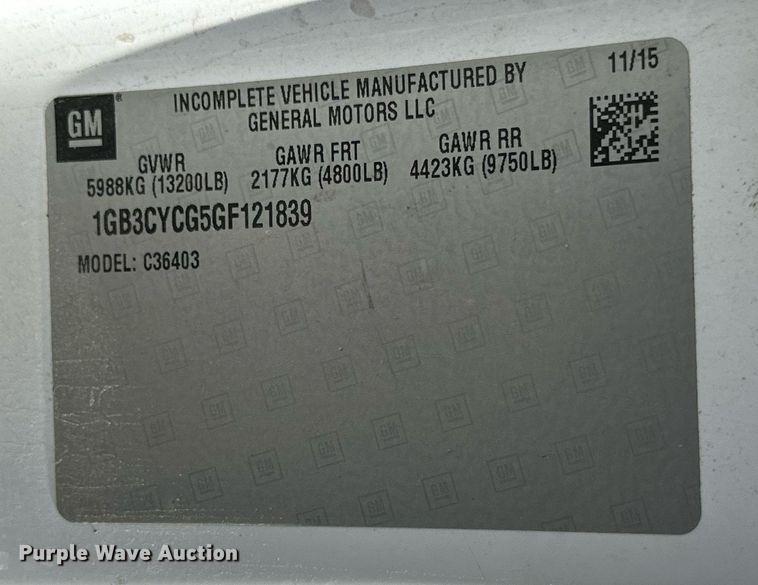 GM
INCOMPLETE VEHICLE MANUFACTURED BY
GENERAL MOTORS LLC
11/15
GVWR
5988KG (13200LB)
GAWR FRT
2177KG (4800LB)
GAWR RR
4423KG (9750LB)
1GB3CYCG5GF121839
MODEL: C36403
Purple Wave Auction